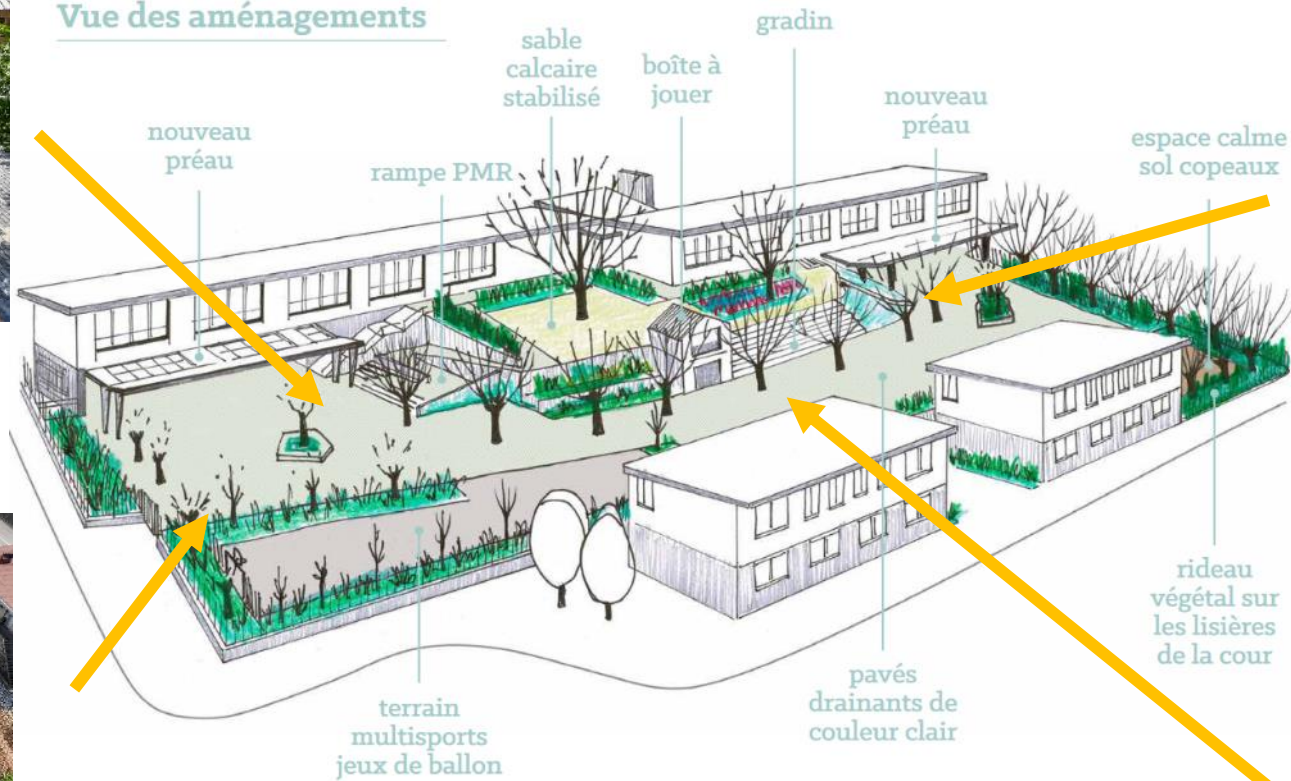 Vue des aménagements
gradin
sable
calcaire
stabilisé
boîte à
jouer
nouveau
préau
nouveau
préau
espace calme
sol copeaux
rampe PMR
rideau
végétal sur
les lisières
de la cour
pavés
drainants de
couleur clair
terrain
multisports
jeux de ballon